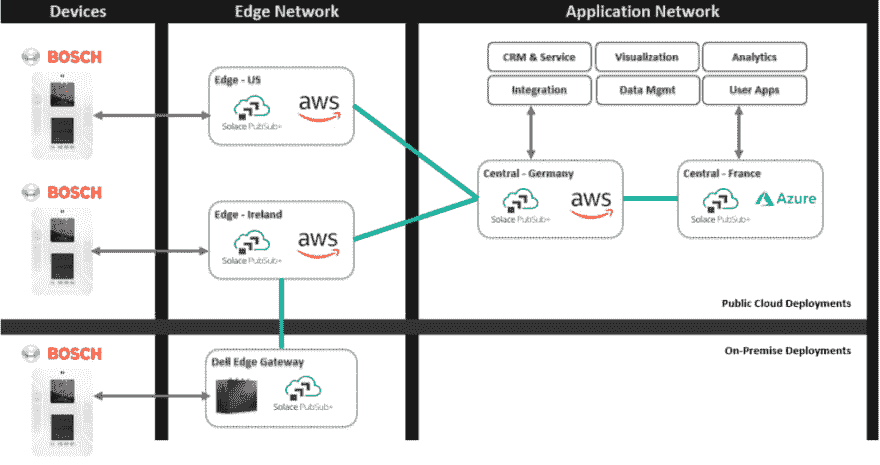 Devices
Edge Network
Application Network
BOSCH
Edge - US
Solace PubSub+
aws
CRM & Service
Visualization
Analytics
Integration
Data Mgmt
User Apps
BOSCH
Edge - Ireland
Solace PubSub+
aws
Central - Germany
Solace PubSub+
aws
Central - France
Solace PubSub+
Azure
Public Cloud Deployments
BOSCH
Dell Edge Gateway
Solace PubSub+
On-Premise Deployments